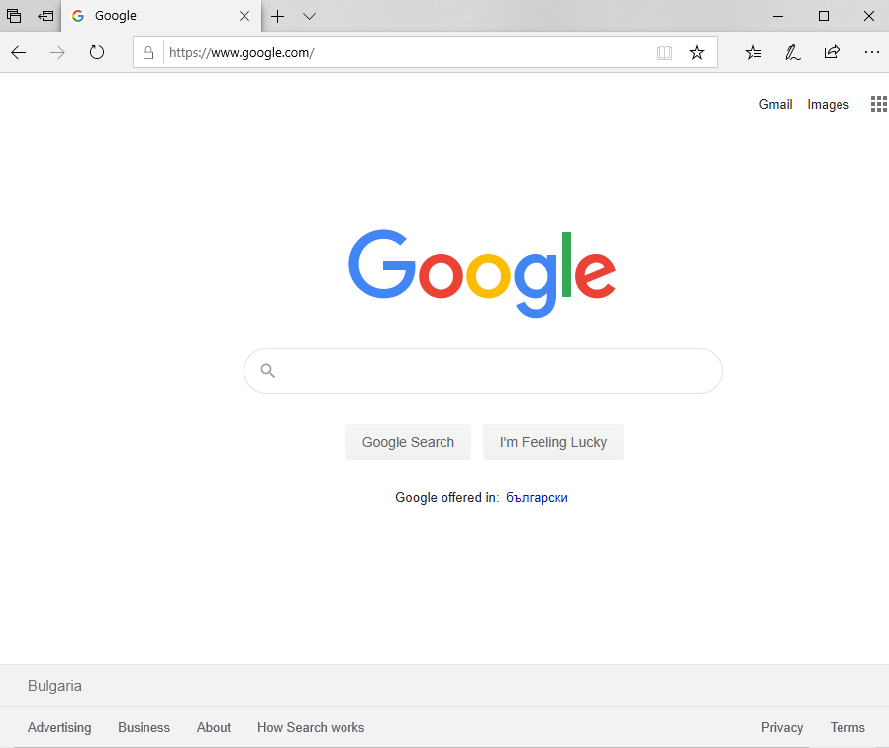 Google
https://www.google.com/
Gmail Images
Google
Google Search I'm Feeling Lucky
Google offered in: български
Bulgaria
Advertising Business About How Search works Privacy Terms